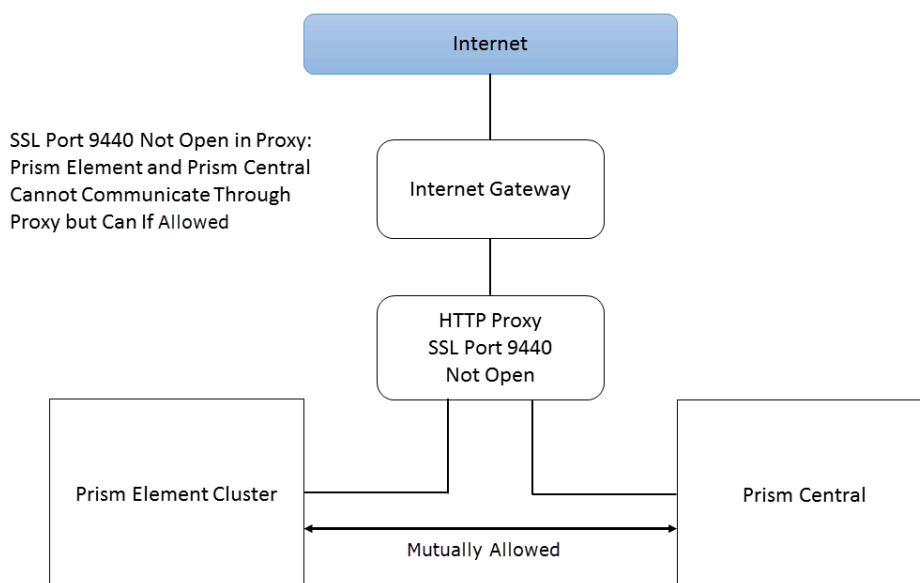 Internet
SSL Port 9440 Not Open in Proxy:
Prism Element and Prism Central
Cannot Communicate Through
Proxy but Can If Allowed
Internet Gateway
HTTP Proxy
SSL Port 9440
Not Open
Prism Element Cluster
Prism Central
Mutually Allowed